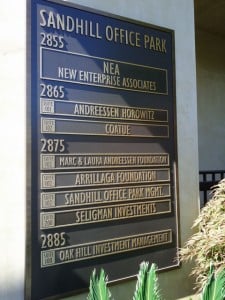 SANDHILL OFFICE PARK
2855
NEA
NEW ENTERPRISE ASSOCIATES
2865
ANDREESSEN HOROWITZ
COATUE
2875
MARC & LAURA ANDREESSEN FOUNDATION
ARRILLAGA FOUNDATION
SANDHILL OFFICE PARK MGMT.
SELIGMAN INVESTMENTS
2885
OAK HILL INVESTMENT MANAGEMENT